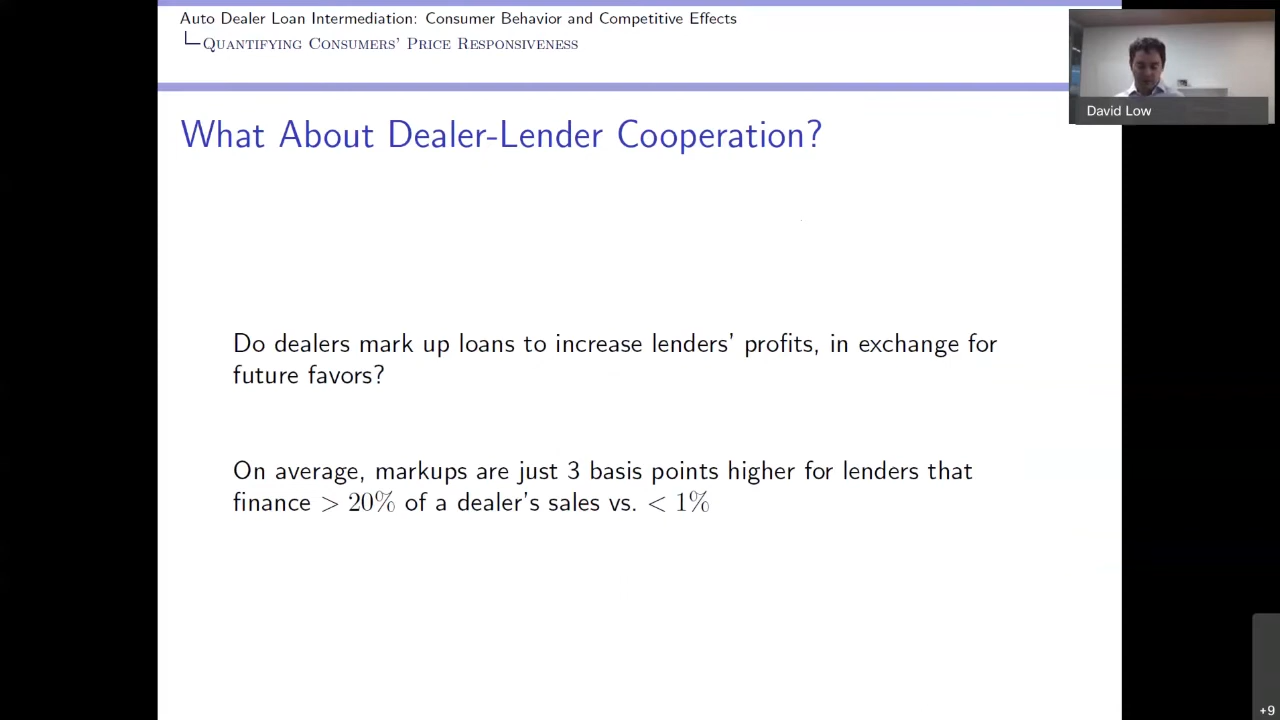 Auto Dealer Loan Intermediation: Consumer Behavior and Competitive Effects
Quantifying Consumers' Price Responsiveness
David Low
What About Dealer-Lender Cooperation?
Do dealers mark up loans to increase lenders' profits, in exchange for
future favors?
On average, markups are just 3 basis points higher for lenders that
finance > 20% of a dealer's sales vs. < 1%
+9